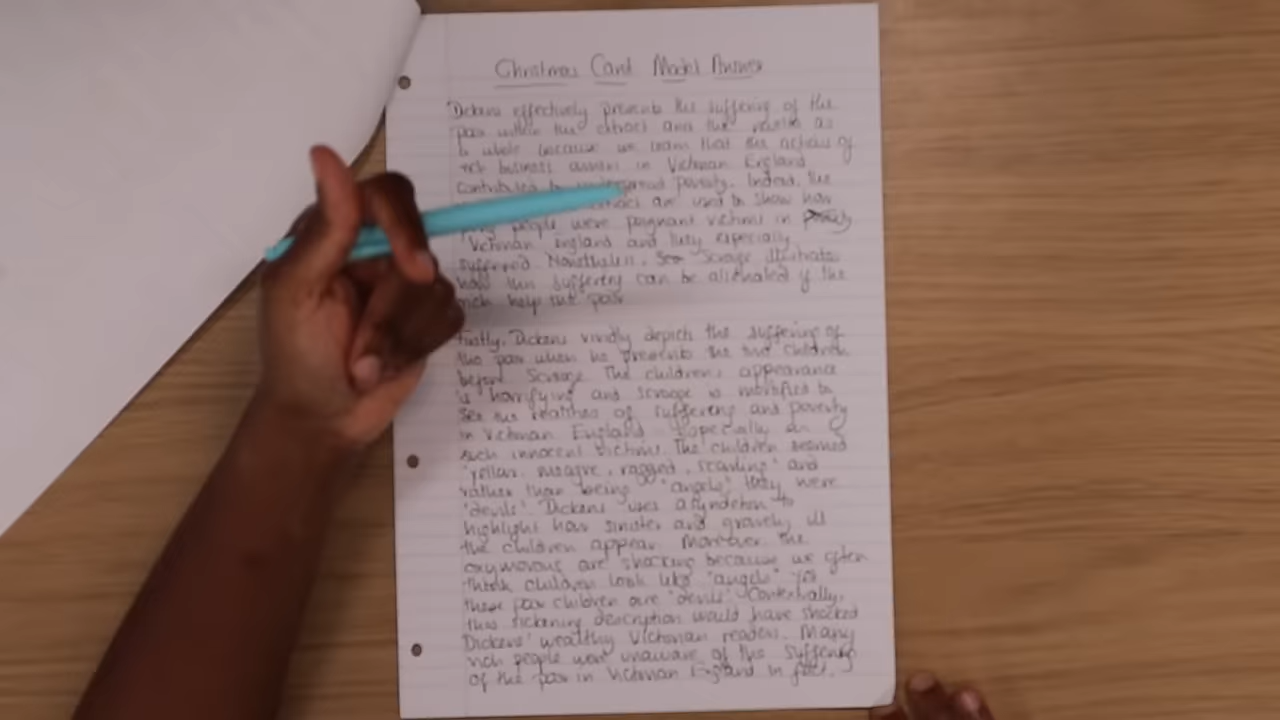 Christmas Carol Model Answer
Dickens effectively presents the suffering of the
poor within the extract and the novella as
a whole because we learn that the actions of
rich business owners in Victorian England
contributed to widespread poverty. Indeed, the
are used to show how
people were poignant victims in
Victorian England and they especially
suffered. Nonetheless, Scrooge illustrates
how this suffering can be alleviated if the
rich help the poor
Firstly, Dickens vividly depict the suffering of
the poor when he presents the two children
before Scrooge. The children's appearance
is horrifying and Scrooge is mortified to
see the realities of suffering and poverty
in Victorian England. Especially on
such innocent victims. The children seemed
"yellow, meagre, ragged, scowling" and
rather than being "angels" they were
"devils". Dickens uses asyndeton to
highlight how sinister and gravely ill
the children appear. Moreover the
oxymorons are shocking because we often
think children look like "angels" yet
these poor children are "devils". Contextually,
this sickening description would have shocked
Dickens' wealthy Victorian readers. Many
rich people were unaware of the suffering
of the poor in Victorian England in fact,